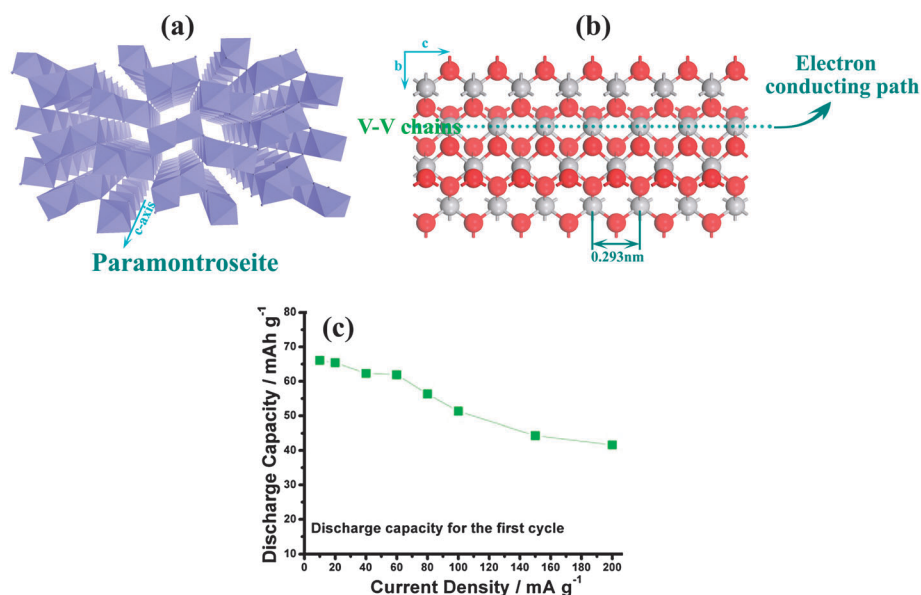 (a)
c-axis
Paramontroseite
(b)
c
b
V-V chains
Electron
conducting path
0.293nm
(c)
Discharge Capacity / mAh g⁻¹
80
70
60
50
40
30
20
10
Discharge capacity for the first cycle
0 20 40 60 80 100 120 140 160 180 200
Current Density / mA g⁻¹